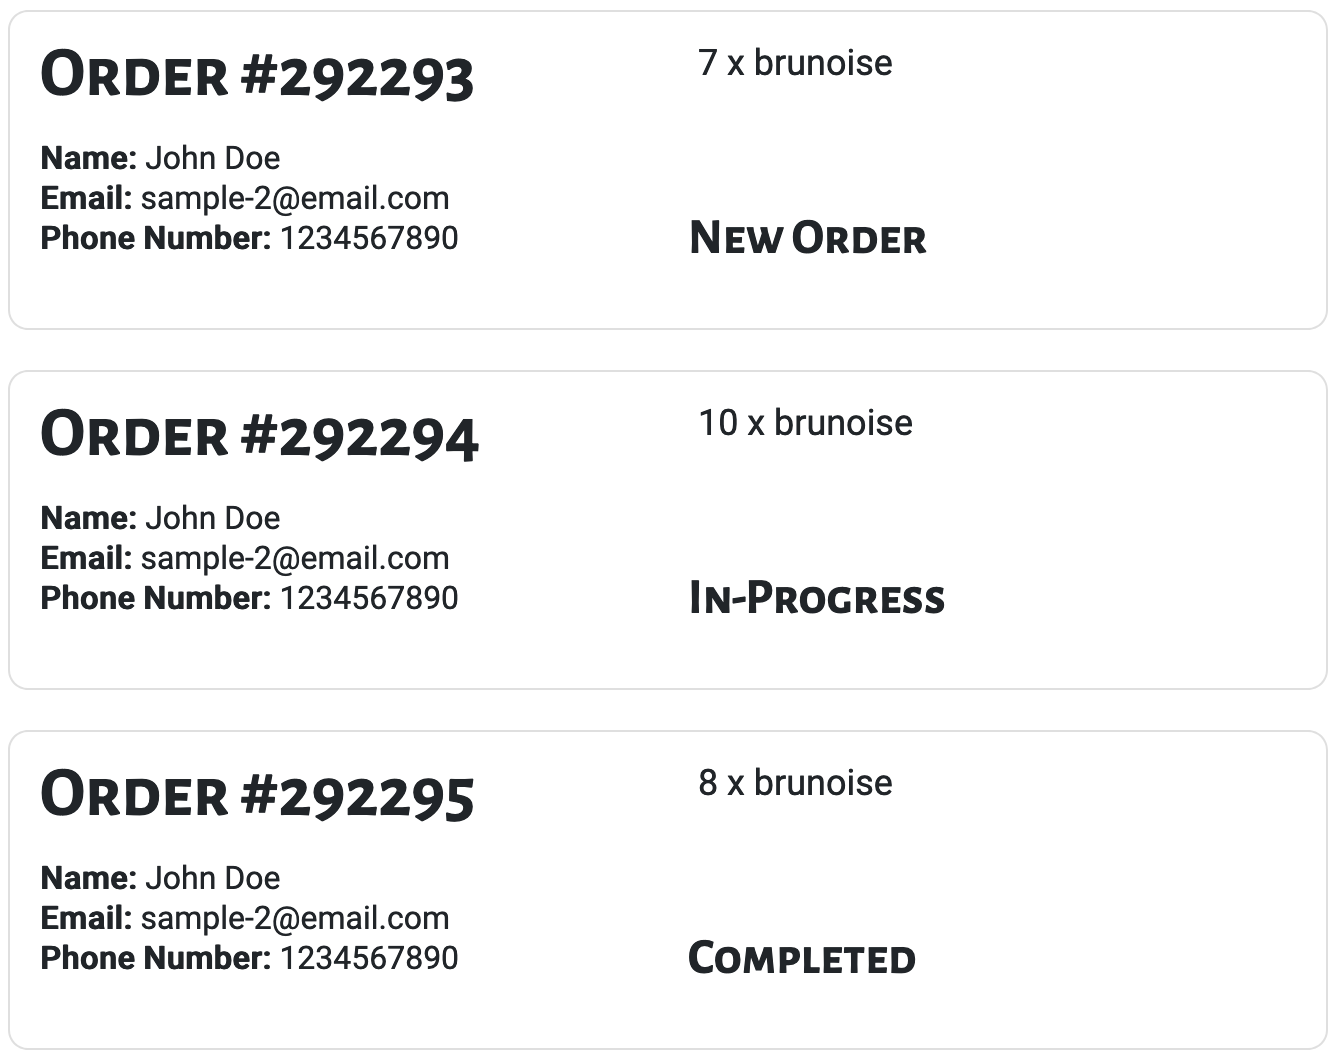 Order #292293
7 x brunoise
Name: John Doe
Email: sample-2@email.com
Phone Number: 1234567890
New Order
Order #292294
10 x brunoise
Name: John Doe
Email: sample-2@email.com
Phone Number: 1234567890
In-Progress
Order #292295
8 x brunoise
Name: John Doe
Email: sample-2@email.com
Phone Number: 1234567890
Completed